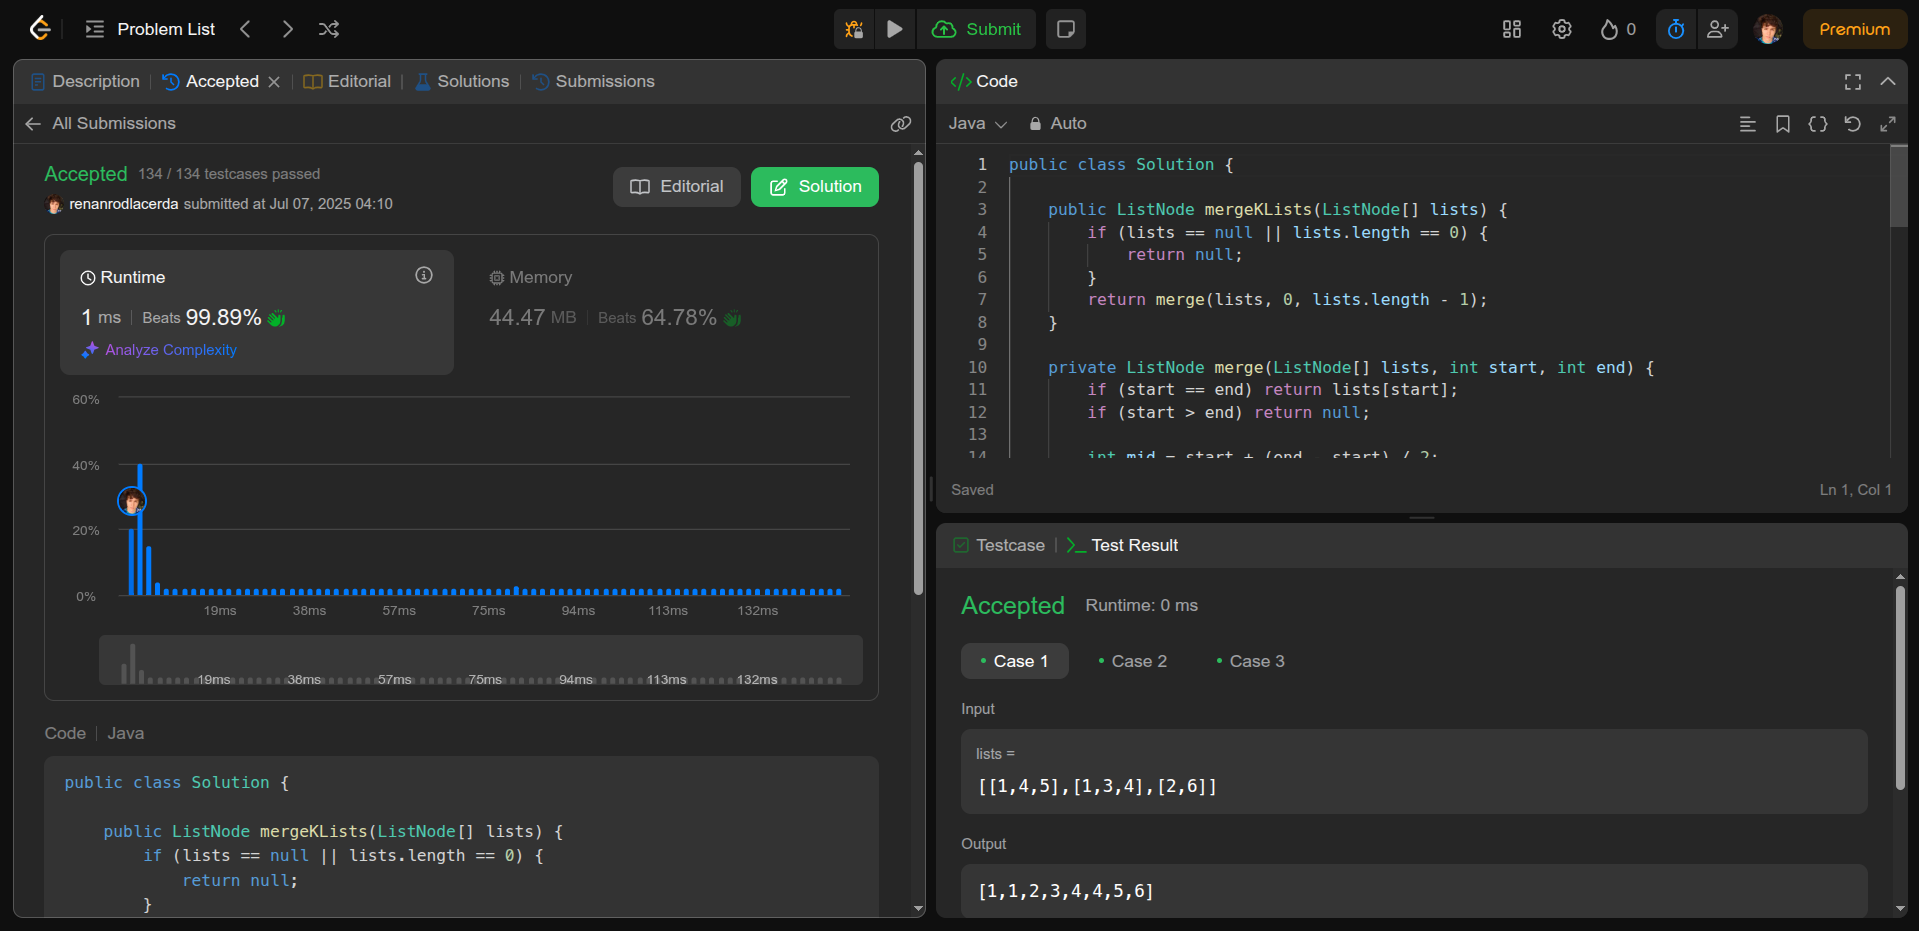 Problem List
Submit
0
Premium
Description
Accepted
Editorial
Solutions
Submissions
All Submissions
Accepted 134 / 134 testcases passed
renanrodlacerda submitted at Jul 07, 2025 04:10
Editorial
Solution
Runtime
1 ms | Beats 99.89%
Analyze Complexity
Memory
44.47 MB | Beats 64.78%
60%
40%
20%
0%
19ms 38ms 57ms 75ms 94ms 113ms 132ms
19ms 38ms 57ms 75ms 94ms 113ms 132ms
Code | Java
public class Solution {
public ListNode mergeKLists(ListNode[] lists) {
if (lists == null || lists.length == 0) {
return null;
}
Code
Java
Auto
1 public class Solution {
2
3 public ListNode mergeKLists(ListNode[] lists) {
4 if (lists == null || lists.length == 0) {
5 return null;
6 }
7 return merge(lists, 0, lists.length - 1);
8 }
9
10 private ListNode merge(ListNode[] lists, int start, int end) {
11 if (start == end) return lists[start];
12 if (start > end) return null;
13
14 int mid = start + (end - start) / 2;
Saved
Ln 1, Col 1
Testcase
Test Result
Accepted Runtime: 0 ms
Case 1
Case 2
Case 3
Input
lists =
[[1,4,5],[1,3,4],[2,6]]
Output
[1,1,2,3,4,4,5,6]